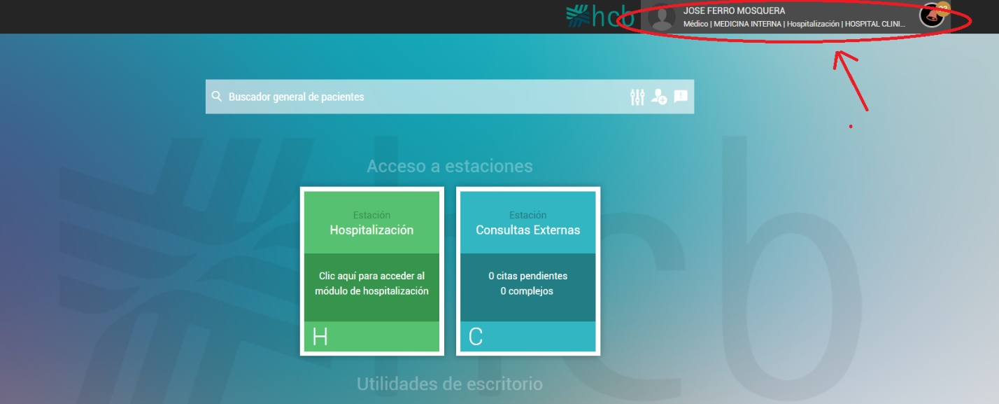 hcb
JOSE FERRO MOSQUERA
Médico | MEDICINA INTERNA | Hospitalización | HOSPITAL CLINI...
Buscador general de pacientes
Acceso a estaciones
Estación
Hospitalización
Clic aquí para acceder al
módulo de hospitalización
H
Estación
Consultas Externas
0 citas pendientes
0 complejos
C
hcb
Utilidades de escritorio